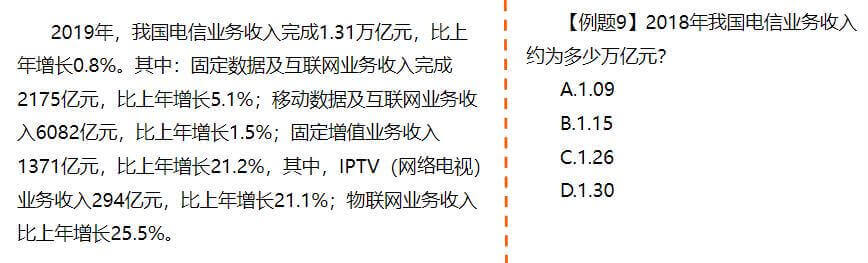 2019年，我国电信业务收入完成1.31万亿元，比上
年增长0.8%。其中：固定数据及互联网业务收入完成
2175亿元，比上年增长5.1%；移动数据及互联网业务收
入6082亿元，比上年增长1.5%；固定增值业务收入
1371亿元，比上年增长21.2%，其中，IPTV（网络电视）
业务收入294亿元，比上年增长21.1%；物联网业务收入
比上年增长25.5%。
【例题9】2018年我国电信业务收入
约为多少万亿元？
A.1.09
B.1.15
C.1.26
D.1.30